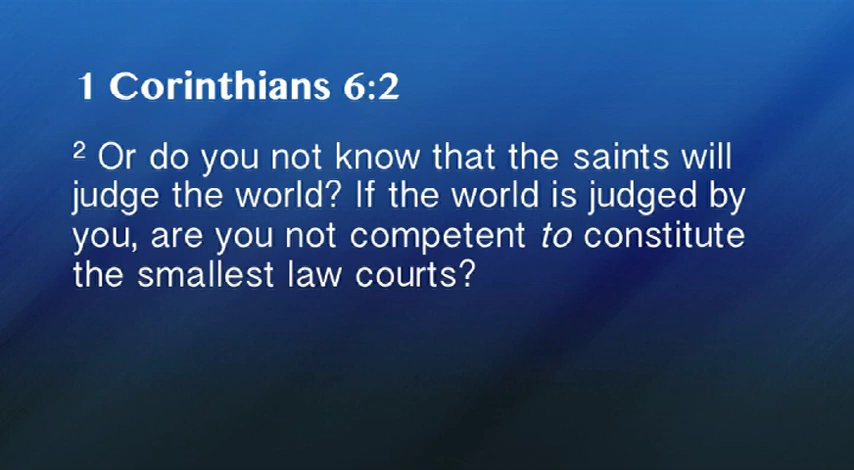 1 Corinthians 6:2
2 Or do you not know that the saints will
judge the world? If the world is judged by
you, are you not competent to constitute
the smallest law courts?